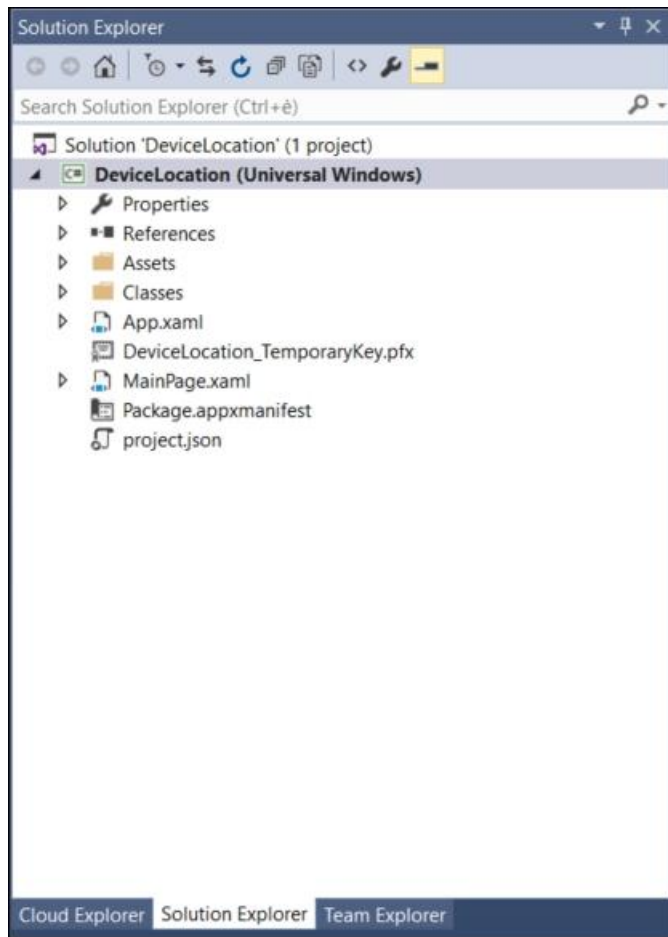 Solution Explorer
Search Solution Explorer (Ctrl+è)
Solution 'DeviceLocation' (1 project)
C# DeviceLocation (Universal Windows)
Properties
References
Assets
Classes
App.xaml
DeviceLocation_TemporaryKey.pfx
MainPage.xaml
Package.appxmanifest
project.json
Cloud Explorer Solution Explorer Team Explorer